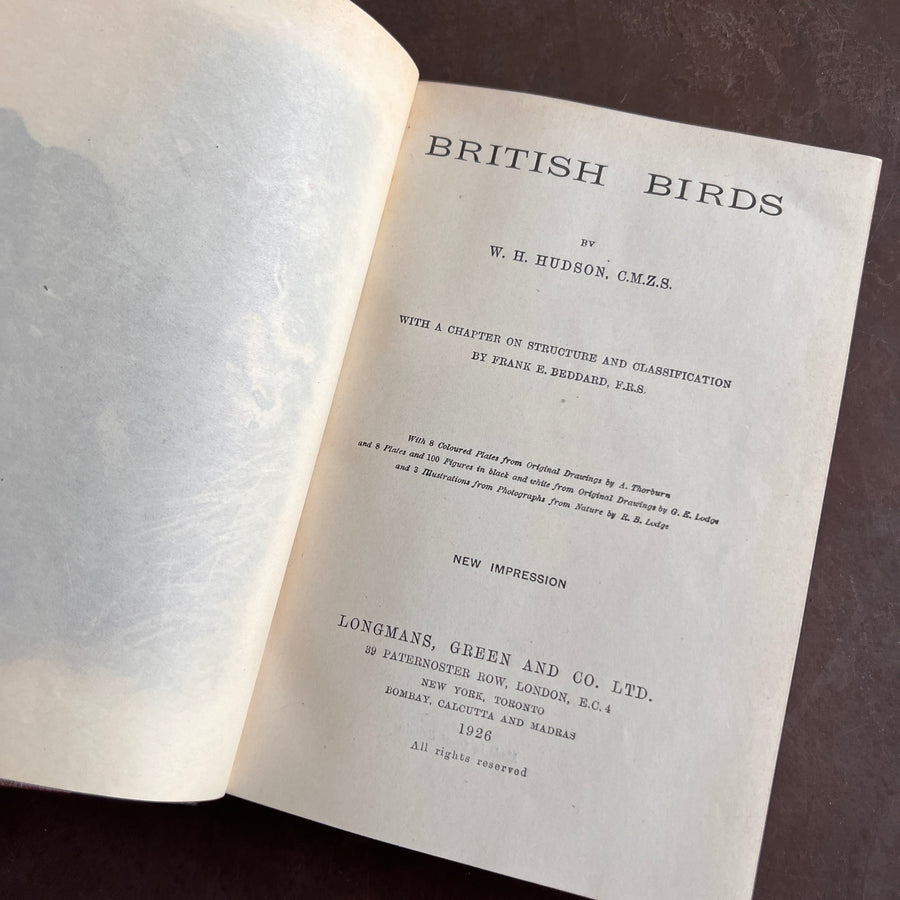 BRITISH BIRDS
BY
W. H. HUDSON, C.M.Z.S.
WITH A CHAPTER ON STRUCTURE AND CLASSIFICATION
BY FRANK E. BEDDARD, F.R.S.
With 8 Coloured Plates from Original Drawings by A. Thorburn
and 8 Plates and 100 Figures in black and white from Original Drawings by G. E. Lodge
and 3 Illustrations from Photographs from Nature by R. B. Lodge
NEW IMPRESSION
LONGMANS, GREEN AND CO. LTD.
39 PATERNOSTER ROW, LONDON, E.C. 4
NEW YORK, TORONTO
BOMBAY, CALCUTTA AND MADRAS
1926
All rights reserved